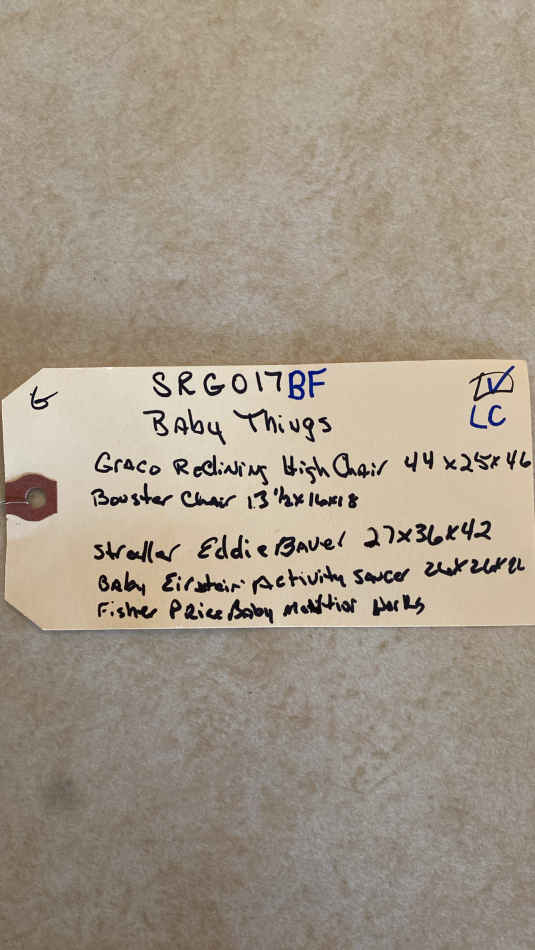 SRG017BF
LC
Baby Things
Graco Reclining High Chair 44x25x46
Booster Chair 13 1/2x16x18
Stroller Eddie Bauer 27x36x42
Baby Einstein Activity Saucer
Fisher Price Baby Works